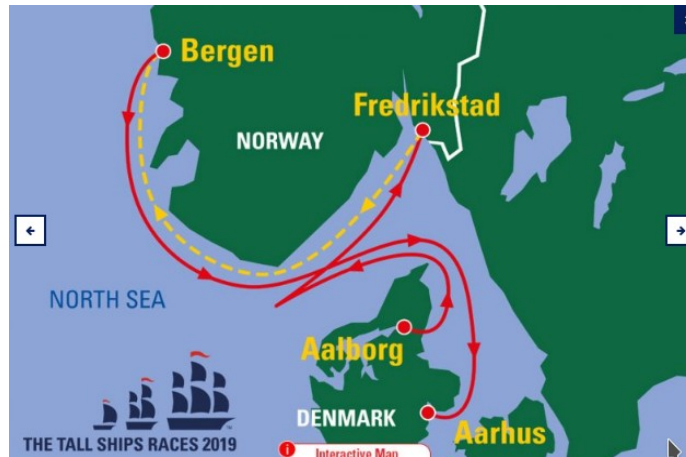 Bergen
Fredrikstad
NORWAY
NORTH SEA
Aalborg
DENMARK
Aarhus
THE TALL SHIPS RACES 2019
i Interactive Map